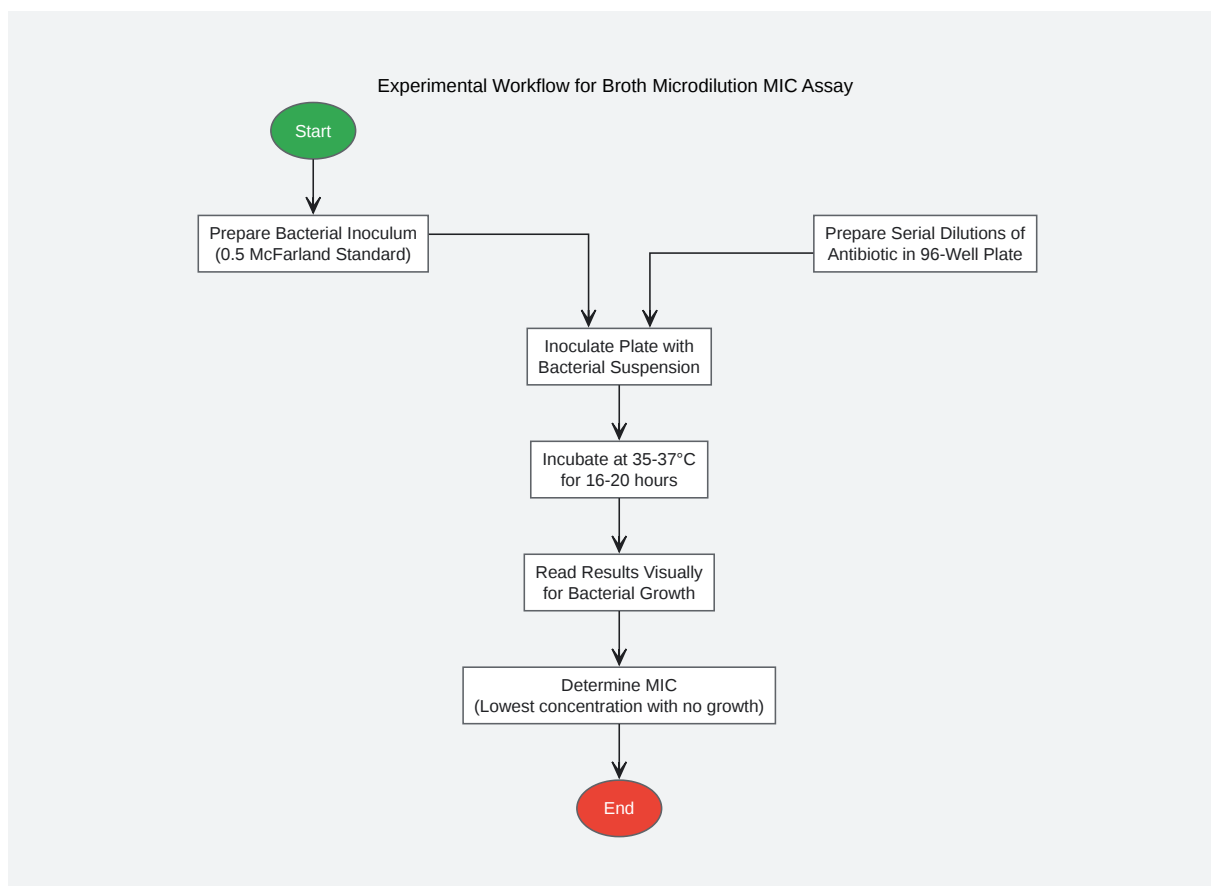 Experimental Workflow for Broth Microdilution MIC Assay
Start
Prepare Bacterial Inoculum
(0.5 McFarland Standard)
Prepare Serial Dilutions of
Antibiotic in 96-Well Plate
Inoculate Plate with
Bacterial Suspension
Incubate at 35-37°C
for 16-20 hours
Read Results Visually
for Bacterial Growth
Determine MIC
(Lowest concentration with no growth)
End